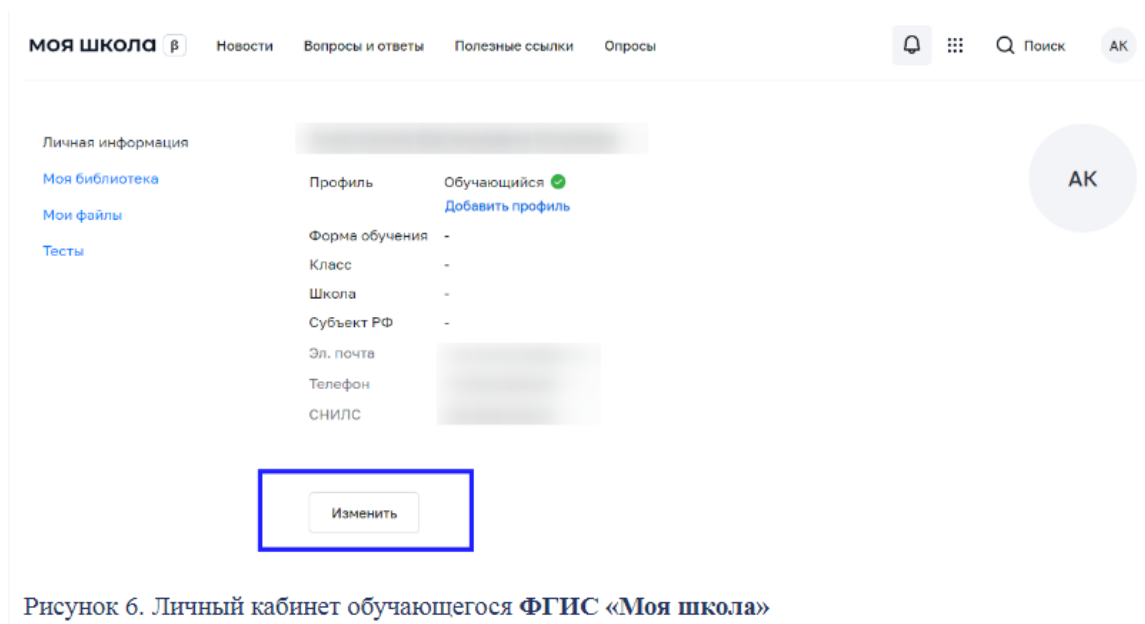 моя школа β Новости Вопросы и ответы Полезные ссылки Опросы Поиск АК
Личная информация
Моя библиотека
Мои файлы
Тесты
Профиль Обучающийся
Добавить профиль
Форма обучения -
Класс -
Школа -
Субъект РФ -
Эл. почта
Телефон
СНИЛС
АК
Изменить
Рисунок 6. Личный кабинет обучающегося ФГИС «Моя школа»